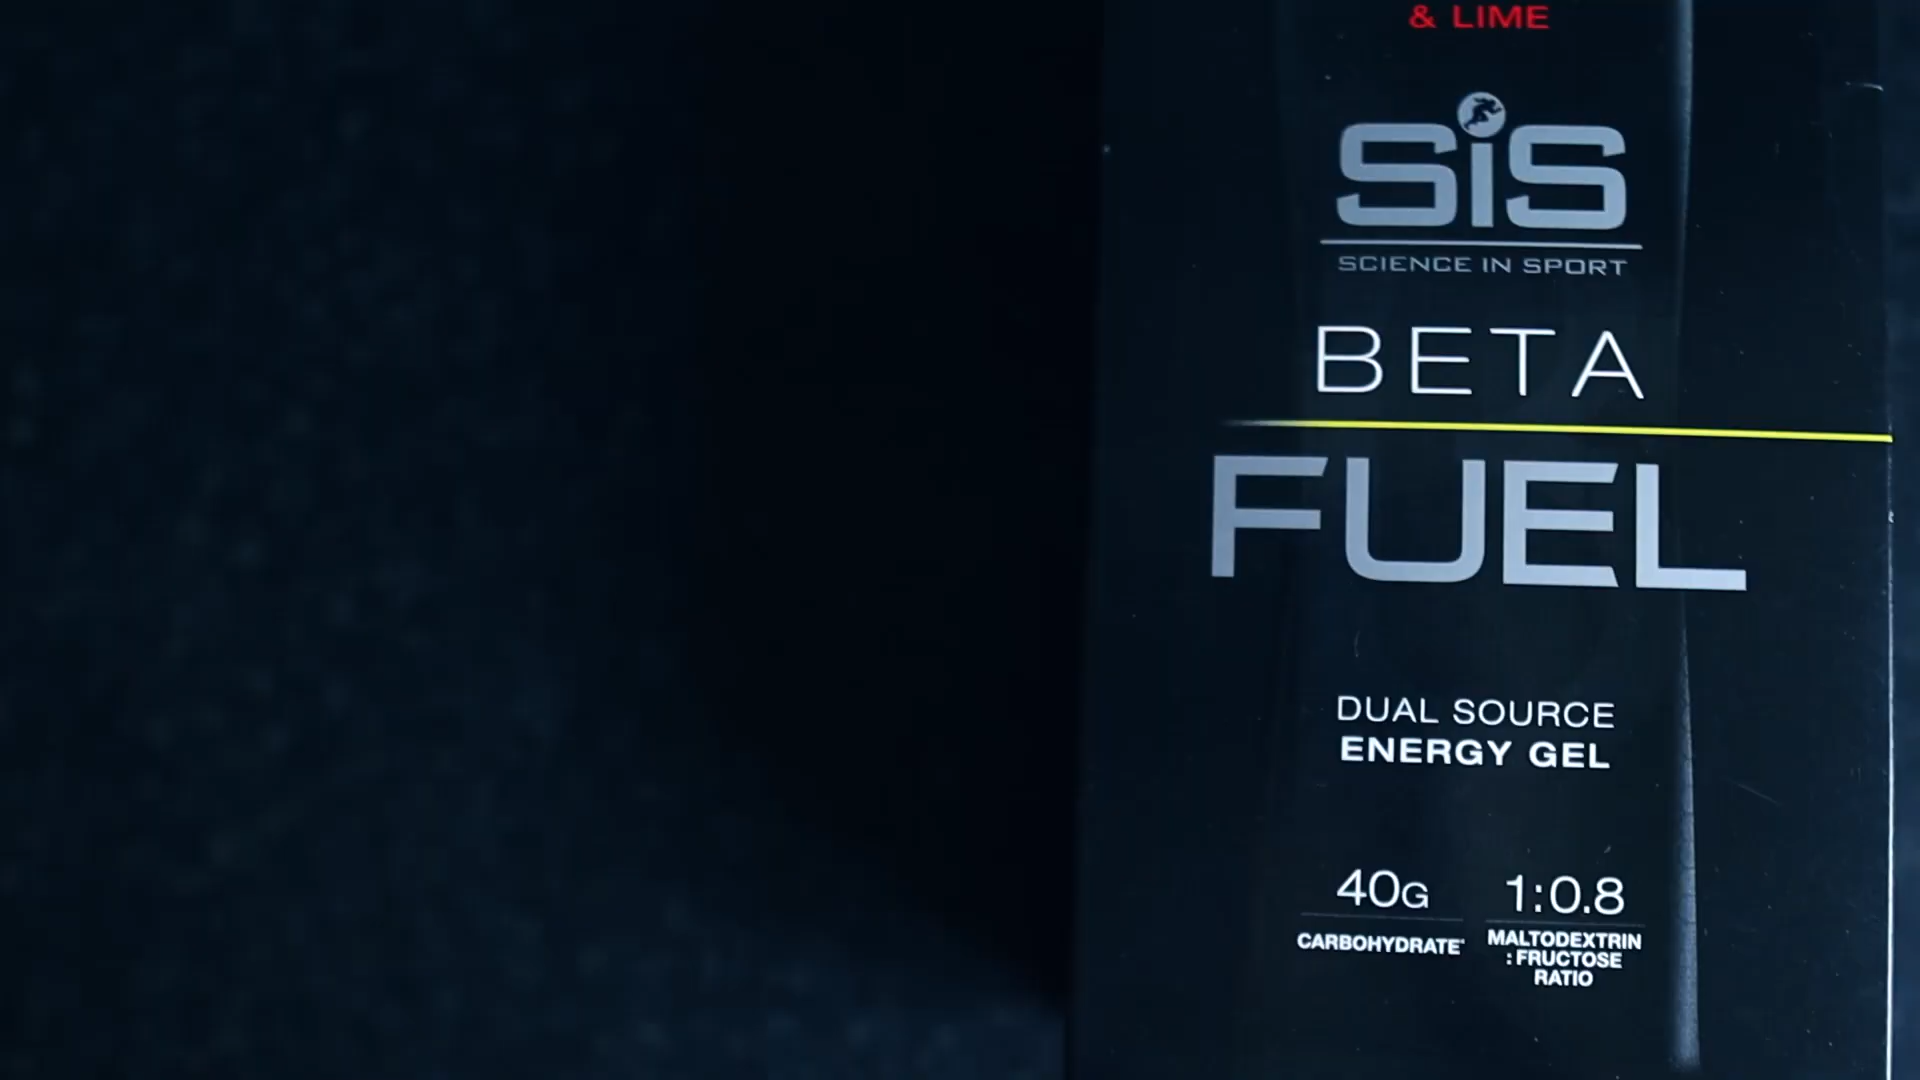 & LIME
SiS
SCIENCE IN SPORT
BETA
FUEL
DUAL SOURCE
ENERGY GEL
40G
CARBOHYDRATE*
1:0.8
MALTODEXTRIN
: FRUCTOSE
RATIO